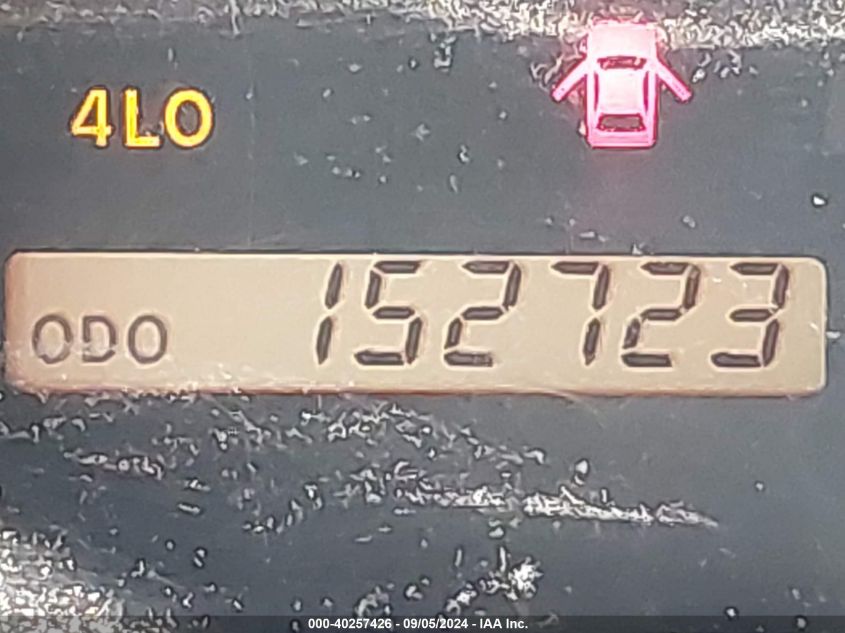 4LO
ODO 152723
000-40257426 - 09/05/2024 - IAA Inc.